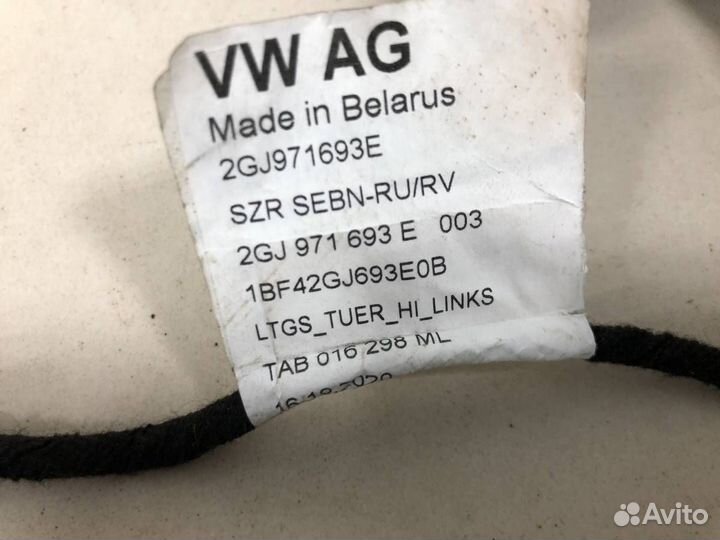 VW AG
Made in Belarus
2GJ971693E
SZR SEBN-RU/RV
2GJ 971 693 E 003
1BF42GJ693E0B
LTGS_TUER_HI_LINKS
TAB 016 298 ML
Avito